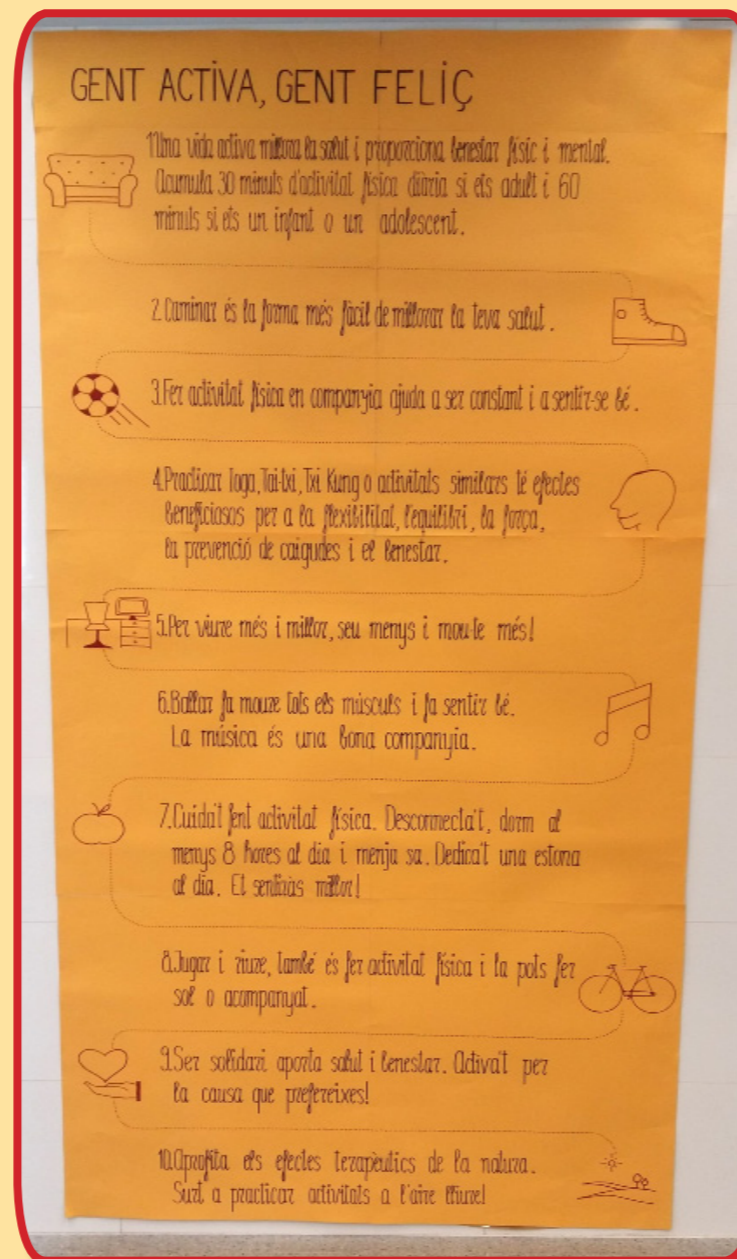 GENT ACTIVA, GENT FELIÇ
1.Una vida activa millora la salut i proporciona benestar físic i mental.
Acumula 30 minuts d'activitat física diària si ets adult i 60
minuts si ets un infant o un adolescent.
2.Caminar és la forma més fàcil de millorar la teva salut.
3.Fer activitat física en companyia ajuda a ser constant i a sentir-se bé.
4.Practicar Ioga, Tai-txi, Txi Kung o activitats similars té efectes
beneficiosos per a la flexibilitat, l'equilibri, la força,
la prevenció de caigudes i el benestar.
5.Per viure més i millor, seu menys i mou-te més!
6.Ballar fa moure tots els músculs i fa sentir bé.
La música és una bona companyia.
7.Cuida't fent activitat física. Desconnecta't, dorm al
menys 8 hores al dia i menja sa. Dedica't una estona
al dia. Et sentiràs millor!
8.Jugar i riure, també és fer activitat física i la pots fer
sol o acompanyat.
9.Ser solidari aporta salut i benestar. Activa't per
la causa que prefereixes!
10.Aprofita els efectes terapèutics de la natura.
Surt a practicar activitats a l'aire lliure!